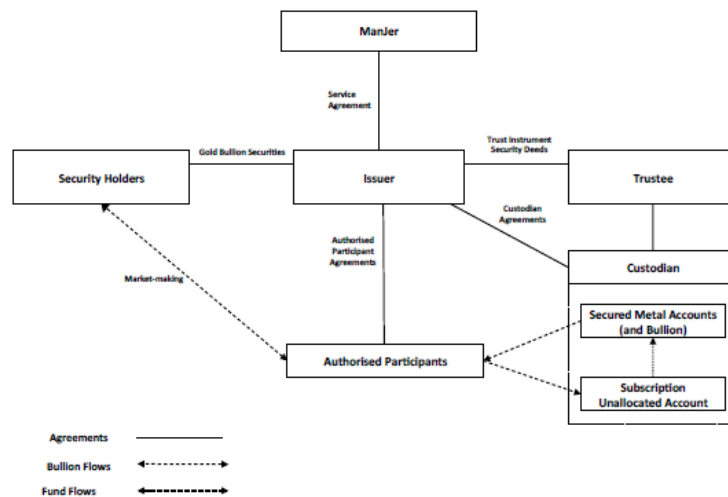 ManJer
Service
Agreement
Gold Bullion Securities
Trust Instrument
Security Deeds
Security Holders
Issuer
Trustee
Custodian
Agreements
Authorised
Participant
Agreements
Custodian
Market-making
Secured Metal Accounts
(and Bullion)
Authorised Participants
Subscription
Unallocated Account
Agreements
Bullion Flows
Fund Flows